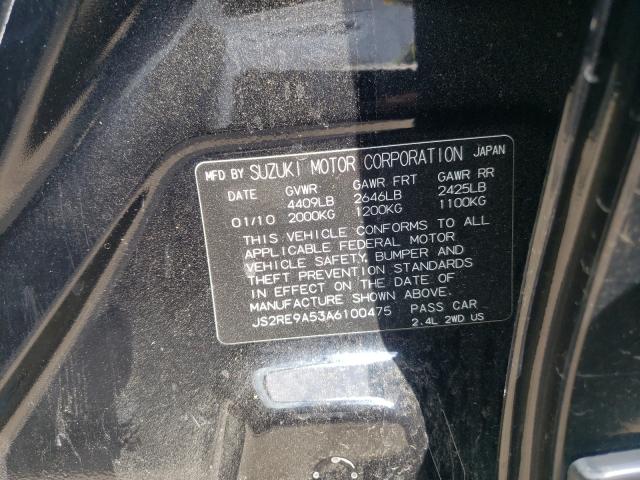 MFD BY SUZUKI MOTOR CORPORATION JAPAN
DATE GVWR GAWR FRT GAWR RR
4409LB 2646LB 2425LB
01/10 2000KG 1200KG 1100KG
THIS VEHICLE CONFORMS TO ALL
APPLICABLE FEDERAL MOTOR
VEHICLE SAFETY, BUMPER AND
THEFT PREVENTION STANDARDS
IN EFFECT ON THE DATE OF
MANUFACTURE SHOWN ABOVE.
JS2RE9A53A6100475 PASS CAR
2.4L 2WD US